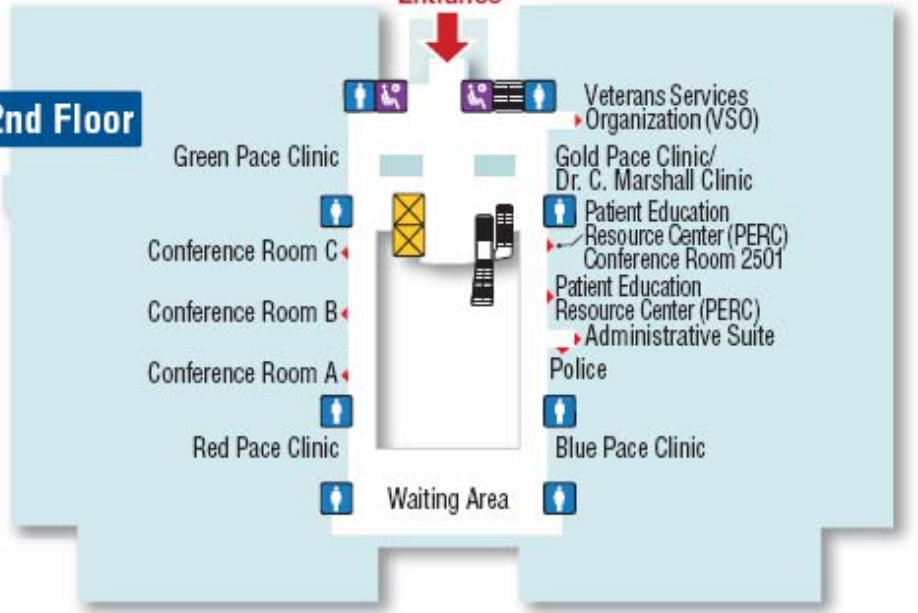 Entrance
2nd Floor
Veterans Services
Organization (VSO)
Green Pace Clinic
Gold Pace Clinic/
Dr. C. Marshall Clinic
Patient Education
Resource Center (PERC)
Conference Room 2501
Conference Room C
Patient Education
Resource Center (PERC)
Conference Room B
Administrative Suite
Conference Room A
Police
Red Pace Clinic
Blue Pace Clinic
Waiting Area